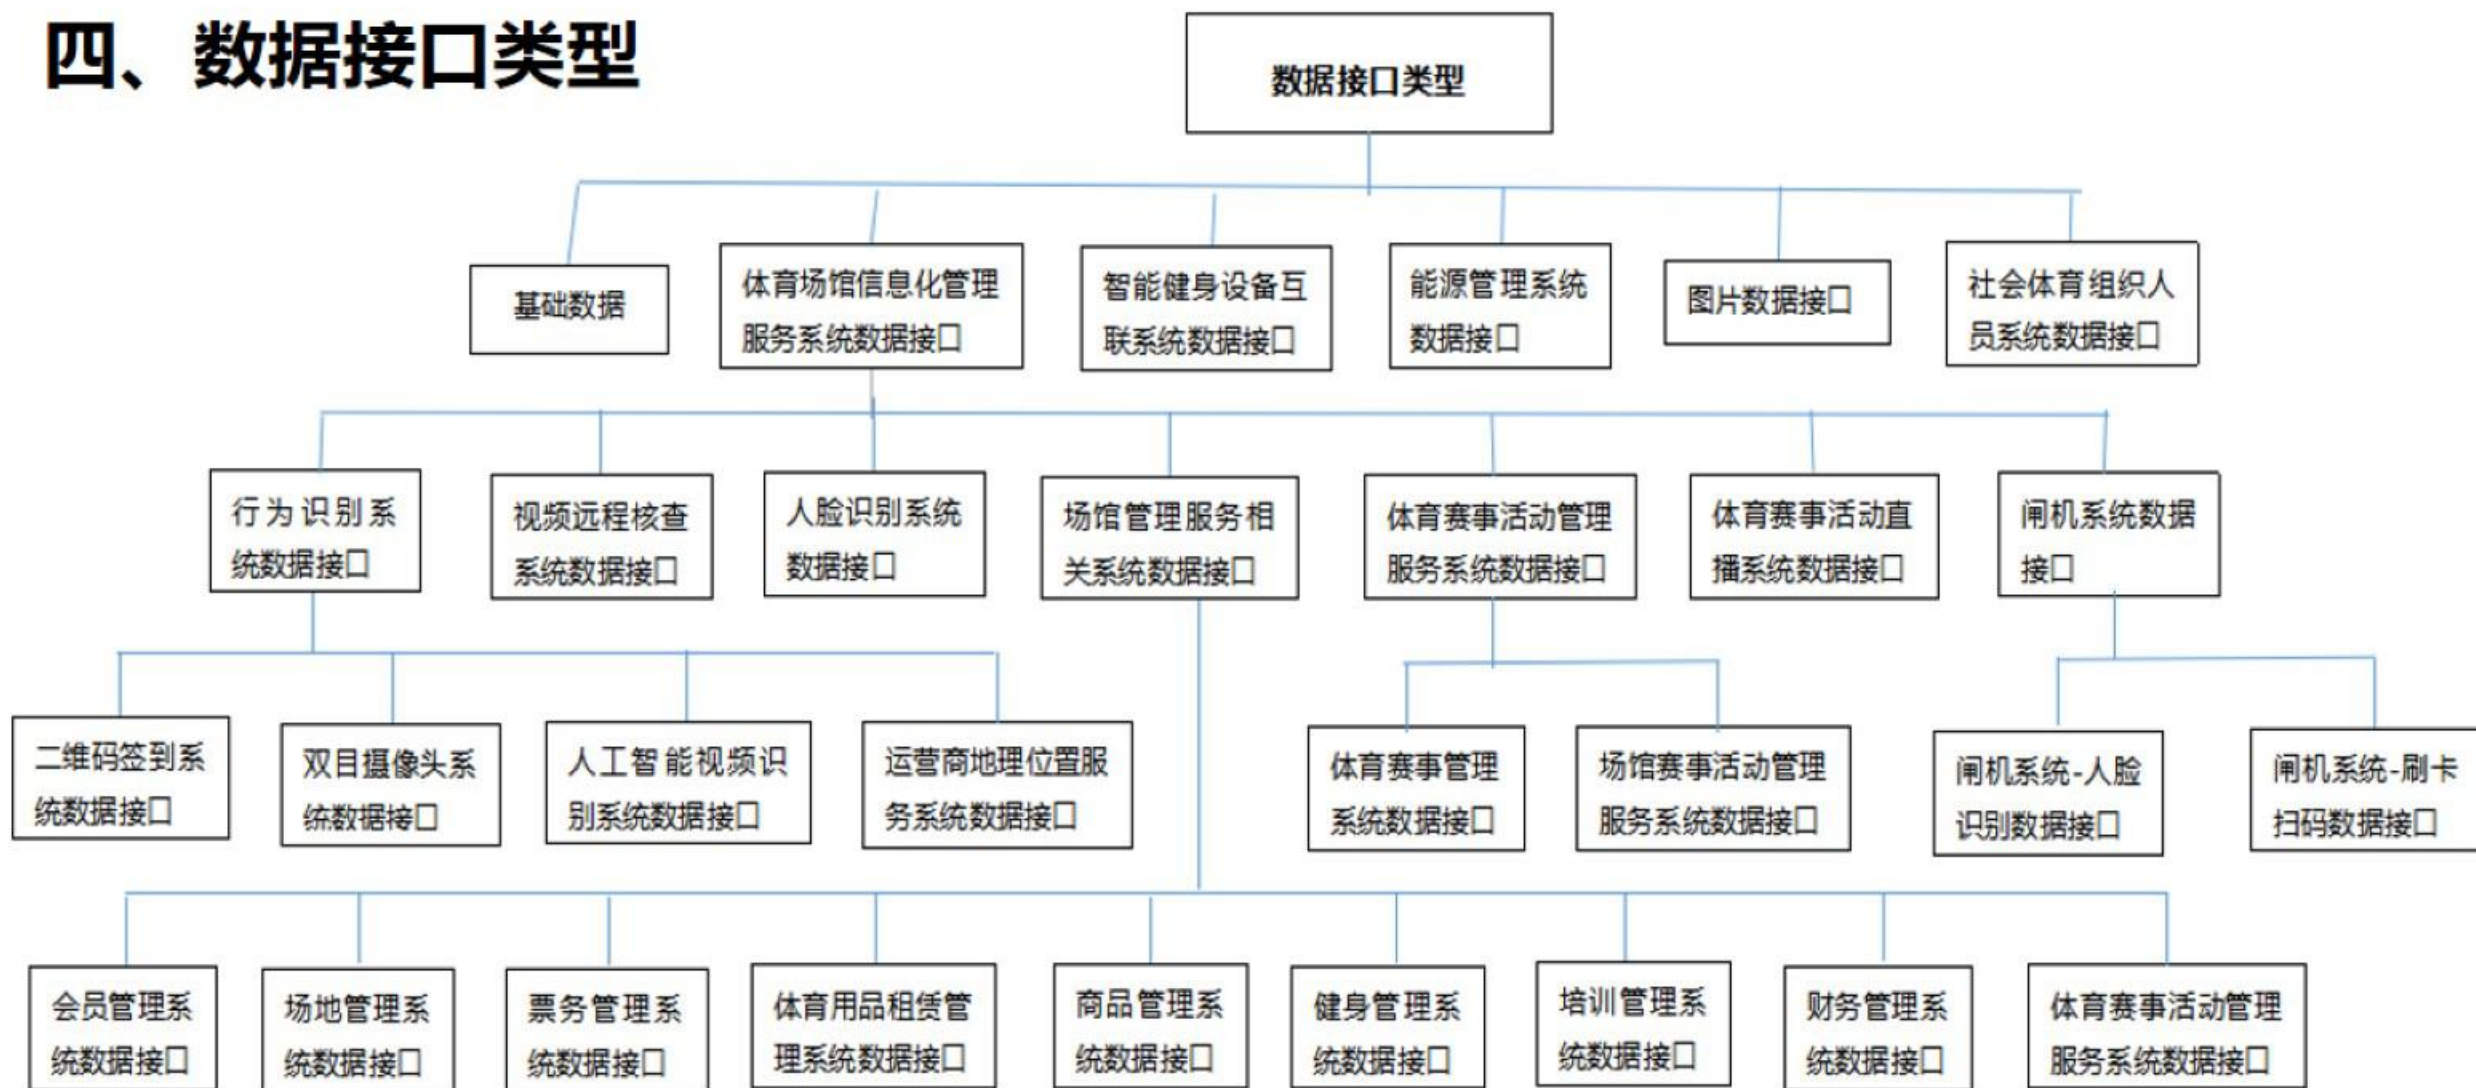 四、数据接口类型
数据接口类型
基础数据
体育场馆信息化管理
服务系统数据接口
智能健身设备互
联系统数据接口
能源管理系统
数据接口
图片数据接口
社会体育组织人
员系统数据接口
行为识别系
统数据接口
视频远程核查
系统数据接口
人脸识别系统
数据接口
场馆管理服务相
关系统数据接口
体育赛事活动管理
服务系统数据接口
体育赛事活动直
播系统数据接口
闸机系统数据
接口
二维码签到系
统数据接口
双目摄像头系
统数据接口
人工智能视频识
别系统数据接口
运营商地理位置服
务系统数据接口
体育赛事管理
系统数据接口
场馆赛事活动管理
服务系统数据接口
闸机系统-人脸
识别数据接口
闸机系统-刷卡
扫码数据接口
会员管理系
统数据接口
场地管理系
统数据接口
票务管理系
统数据接口
体育用品租赁管
理系统数据接口
商品管理系
统数据接口
健身管理系
统数据接口
培训管理系
统数据接口
财务管理系
统数据接口
体育赛事活动管理
服务系统数据接口